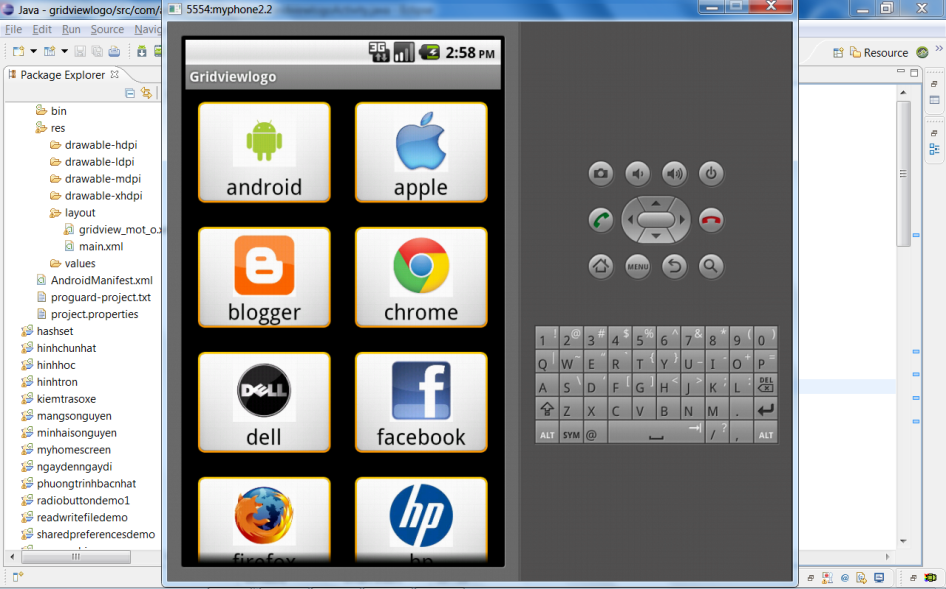 Java - gridviewlogo/src/com/
5554:myphone2.2
File Edit Run Source Navig
Resource
Package Explorer
bin
res
drawable-hdpi
drawable-ldpi
drawable-mdpi
drawable-xhdpi
layout
gridview_mot_o.x
main.xml
values
AndroidManifest.xml
proguard-project.txt
project.properties
hashset
hinhchunhat
hinhhoc
hinhtron
kiemtrasoxe
mangsonguyen
minhaisonguyen
myhomescreen
ngaydenngaydi
phuongtrinhbacnhat
radiobuttondemo1
readwritefiledemo
sharedpreferencesdemo
3G 2:58 PM
Gridviewlogo
android apple
blogger chrome
DELL f
dell facebook
hp
firefox hp
MENU
1 ! 2 @ 3 # 4 $ 5 % 6 ^ 7 & 8 * 9 ( 0 )
Q | W ~ E " R ` T { Y } U _ I - O + P =
A S \ D F [ G ] H < J > K ; L : DEL
Z X C V B N M .
ALT SYM @ / ? , ALT